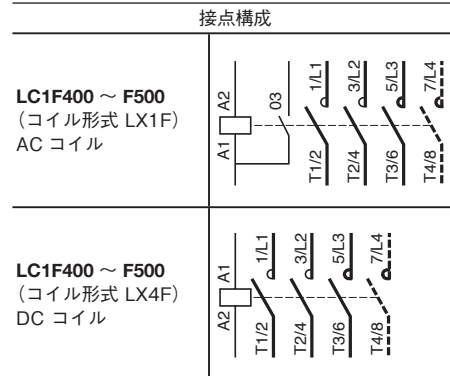 接点構成
LC1F400 ～ F500
（コイル形式 LX1F）
AC コイル
A2
A1
03
1/L1
3/L2
5/L3
7/L4
T1/2
T2/4
T3/6
T4/8
LC1F400 ～ F500
（コイル形式 LX4F）
DC コイル
A1
A2
1/L1
3/L2
5/L3
7/L4
T1/2
T2/4
T3/6
T4/8